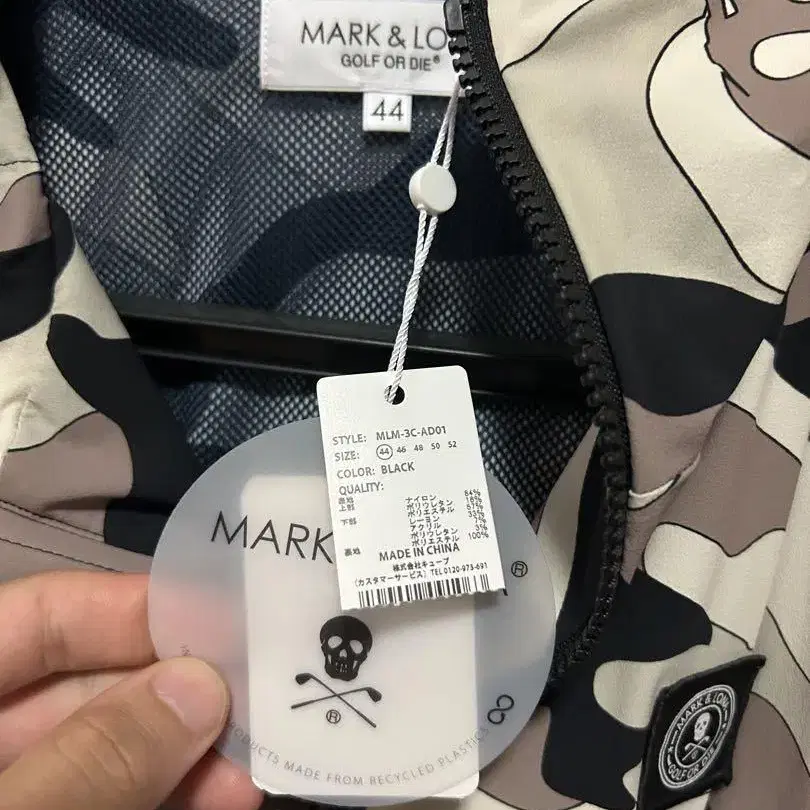 MARK & LON
GOLF OR DIE®
44
STYLE: MLM-3C-AD01
SIZE: 44 46 48 50 52
COLOR: BLACK
QUALITY:
表地 ナイロン 84%
上部 ポリウレタン 16%
ポリエステル 57%
下部 レーヨン 33%
アクリル 7%
ポリウレタン 3%
裏地 ポリエステル 100%
MADE IN CHINA
株式会社キューブ
(カスタマーサービス) TEL 0120-973-691
MARK
®
®
PRODUCTS MADE FROM RECYCLED PLASTICS
MARK & LONA
GOLF OR DIE